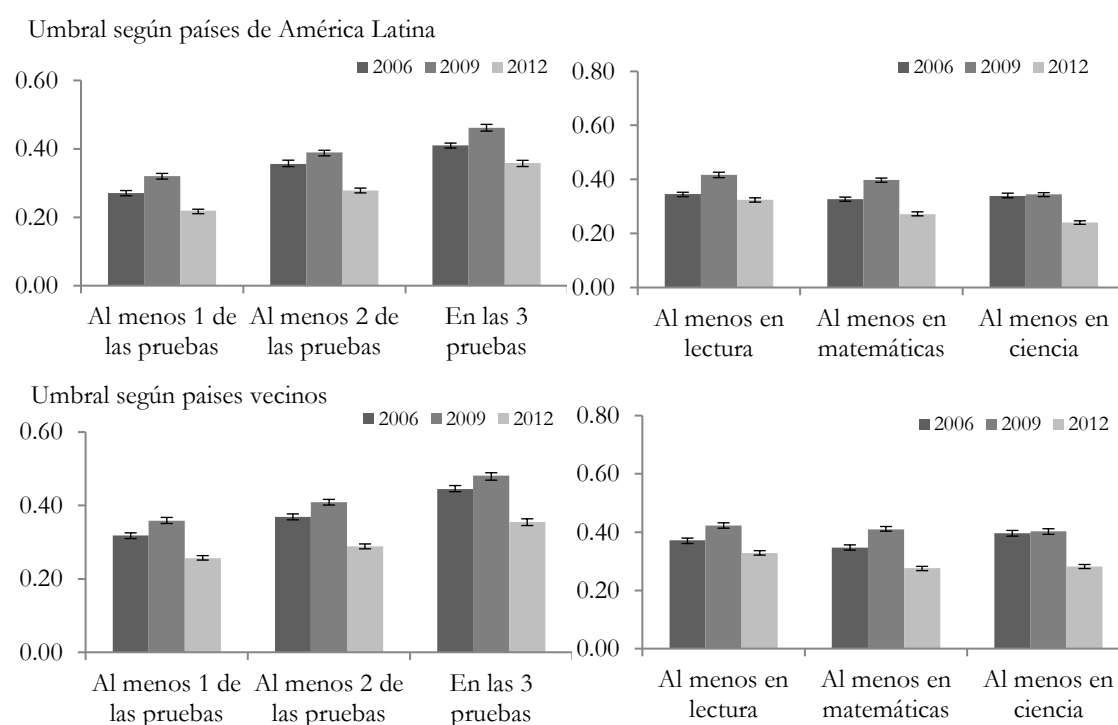 Umbral según países de América Latina
2006 2009 2012
0.60
0.40
0.20
0.00
Al menos 1 de
las pruebas
Al menos 2 de
las pruebas
En las 3
pruebas
2006 2009 2012
0.80
0.60
0.40
0.20
0.00
Al menos en
lectura
Al menos en
matemáticas
Al menos en
ciencia
Umbral según paises vecinos
2006 2009 2012
0.60
0.40
0.20
0.00
Al menos 1 de
las pruebas
Al menos 2 de
las pruebas
En las 3
pruebas
2006 2009 2012
0.80
0.60
0.40
0.20
0.00
Al menos en
lectura
Al menos en
matemáticas
Al menos en
ciencia